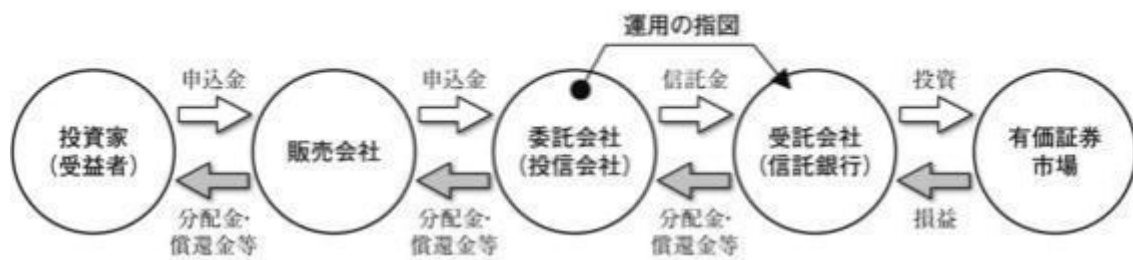 運用の指図
申込金
申込金
信託金
投資
投資家
(受益者)
販売会社
委託会社
(投信会社)
受託会社
(信託銀行)
有価証券
市場
分配金・
償還金等
分配金・
償還金等
分配金・
償還金等
損益